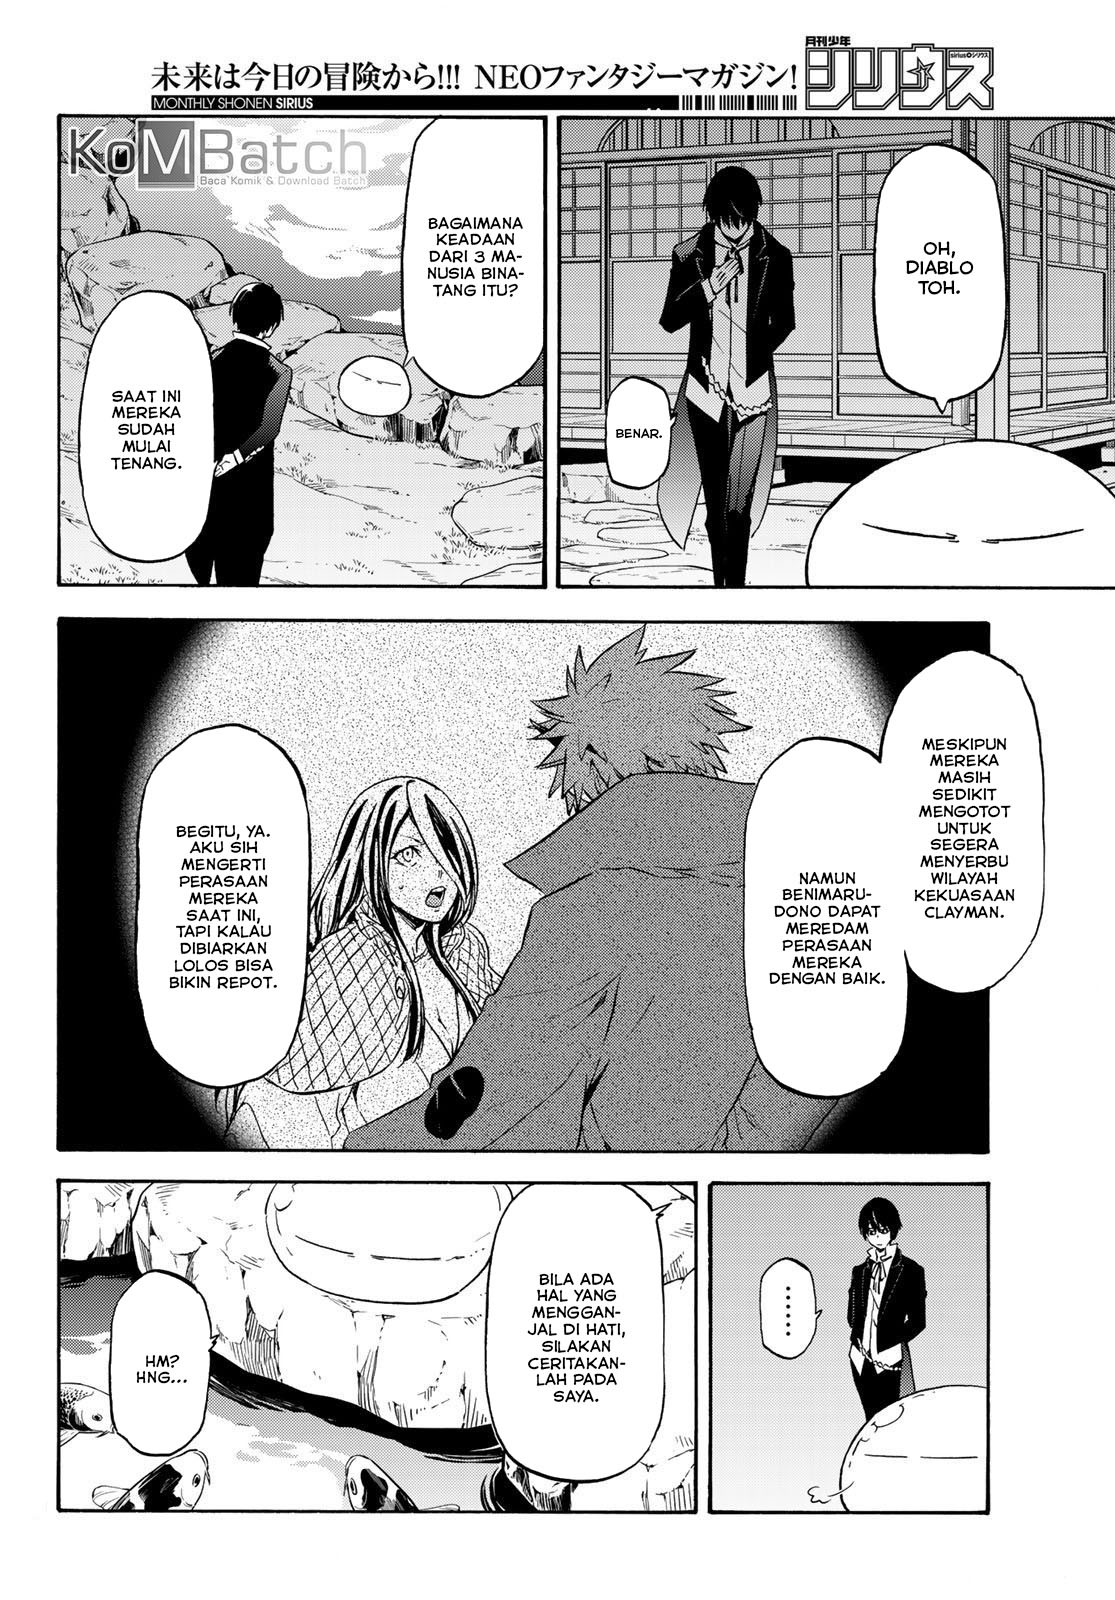 未来は今日の冒険から!!! NEOファンタジーマガジン!
月刊少年
シリウス
sirius✪シリウス
MONTHLY SHONEN SIRIUS
KoMBatch
Baca Komik & Download Batch
OH,
DIABLO
TOH.
BENAR.
BAGAIMANA
KEADAAN
DARI 3 MA-
NUSIA BINA-
TANG ITU?
SAAT INI
MEREKA
SUDAH
MULAI
TENANG.
MESKIPUN
MEREKA
MASIH
SEDIKIT
MENGOTOT
UNTUK
SEGERA
MENYERBU
WILAYAH
KEKUASAAN
CLAYMAN.
NAMUN
BENIMARU-
DONO DAPAT
MEREDAM
PERASAAN
MEREKA
DENGAN BAIK.
BEGITU, YA.
AKU SIH
MENGERTI
PERASAAN
MEREKA
SAAT INI,
TAPI KALAU
DIBIARKAN
LOLOS BISA
BIKIN REPOT.
.......
BILA ADA
HAL YANG
MENGGAN-
JAL DI HATI,
SILAKAN
CERITAKAN-
LAH PADA
SAYA.
HM?
HNG...